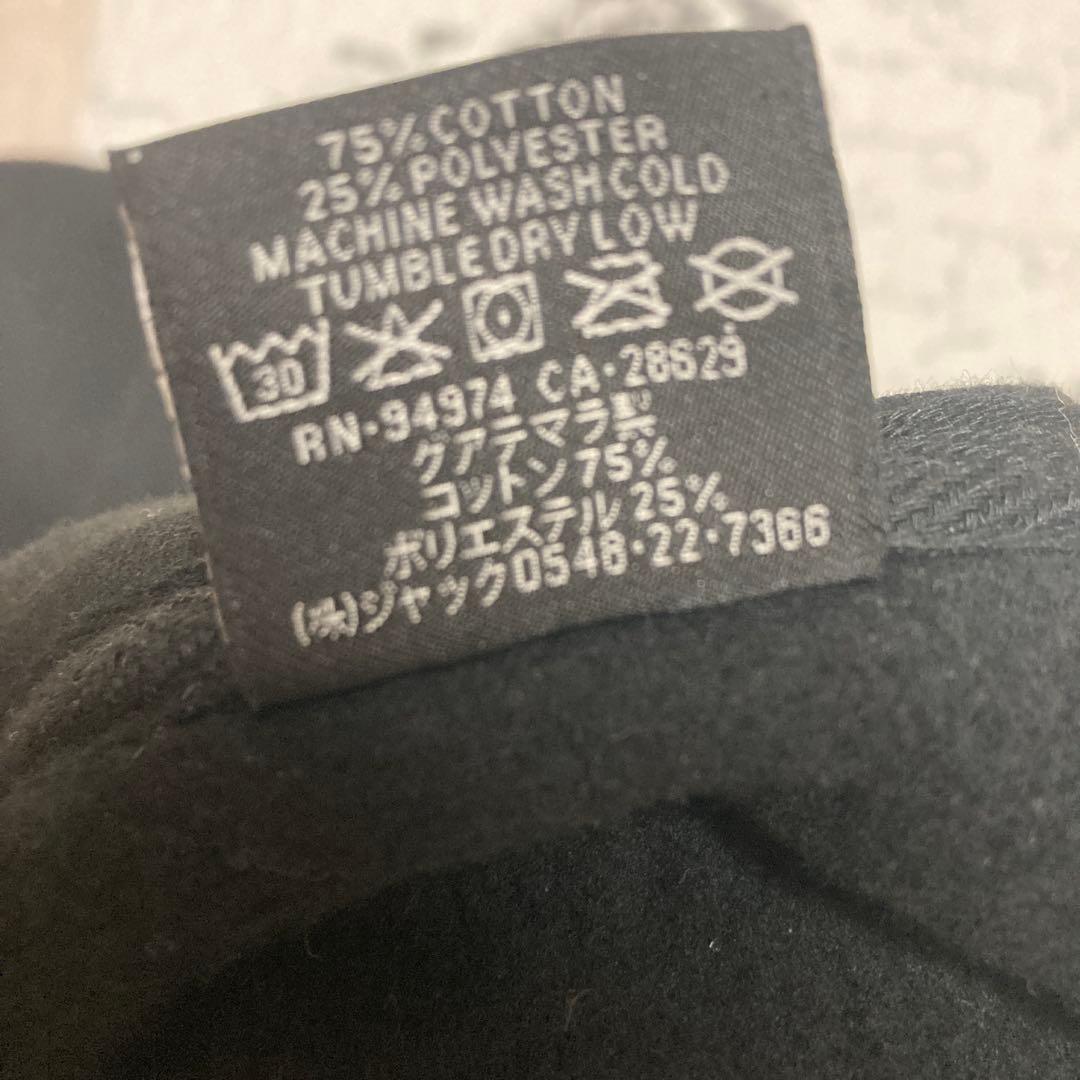 75% COTTON
25% POLYESTER
MACHINE WASH COLD
TUMBLE DRY LOW
30
RN·94974 CA·28629
グアテマラ製
コットン75%
ポリエステル25%
(株)ジャック0548·22·7366